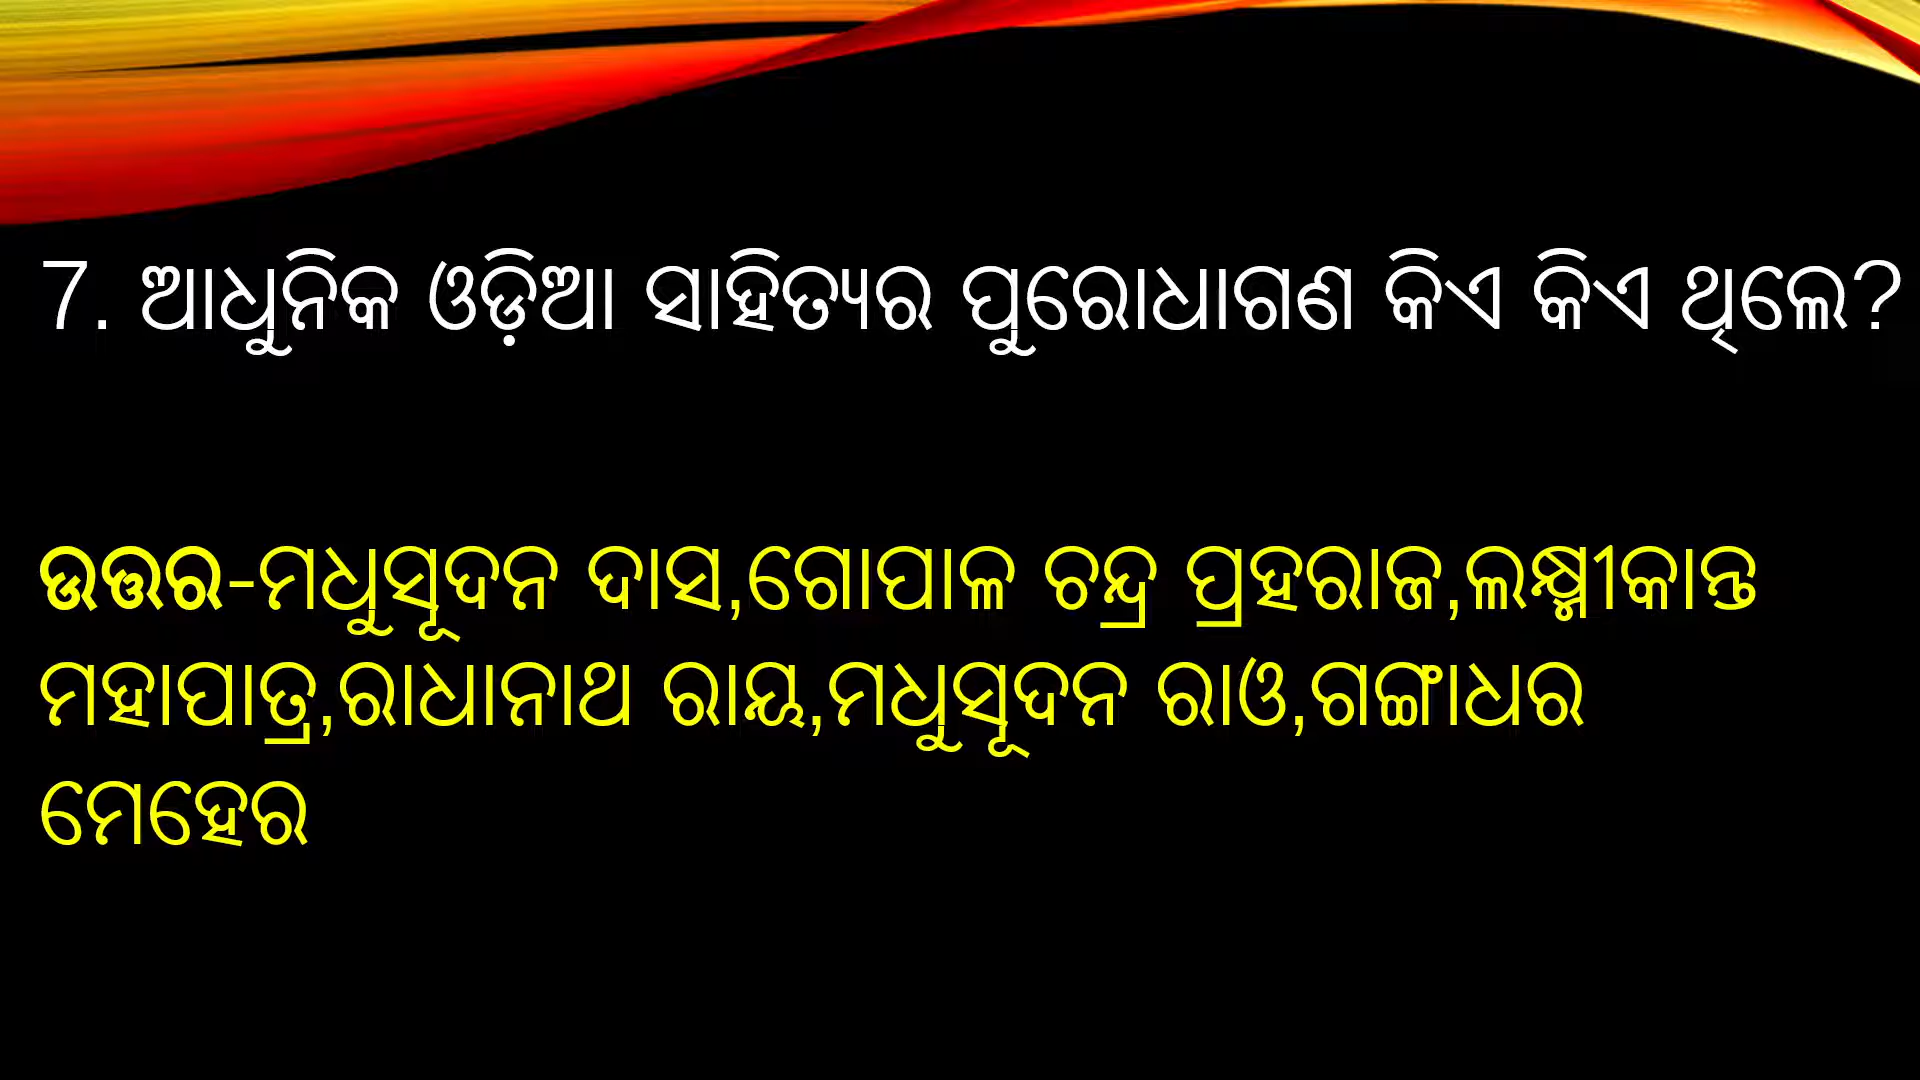 7. ଆଧୁନିକ ଓଡ଼ିଆ ସାହିତ୍ୟର ପୁରୋଧାଗଣ କିଏ କିଏ ଥିଲେ?
ଉତ୍ତର-ମଧୁସୂଦନ ଦାସ,ଗୋପାଳ ଚନ୍ଦ୍ର ପ୍ରହରାଜ,ଲକ୍ଷ୍ମୀକାନ୍ତ
ମହାପାତ୍ର,ରାଧାନାଥ ରାୟ,ମଧୁସୂଦନ ରାଓ,ଗଙ୍ଗାଧର
ମେହେର